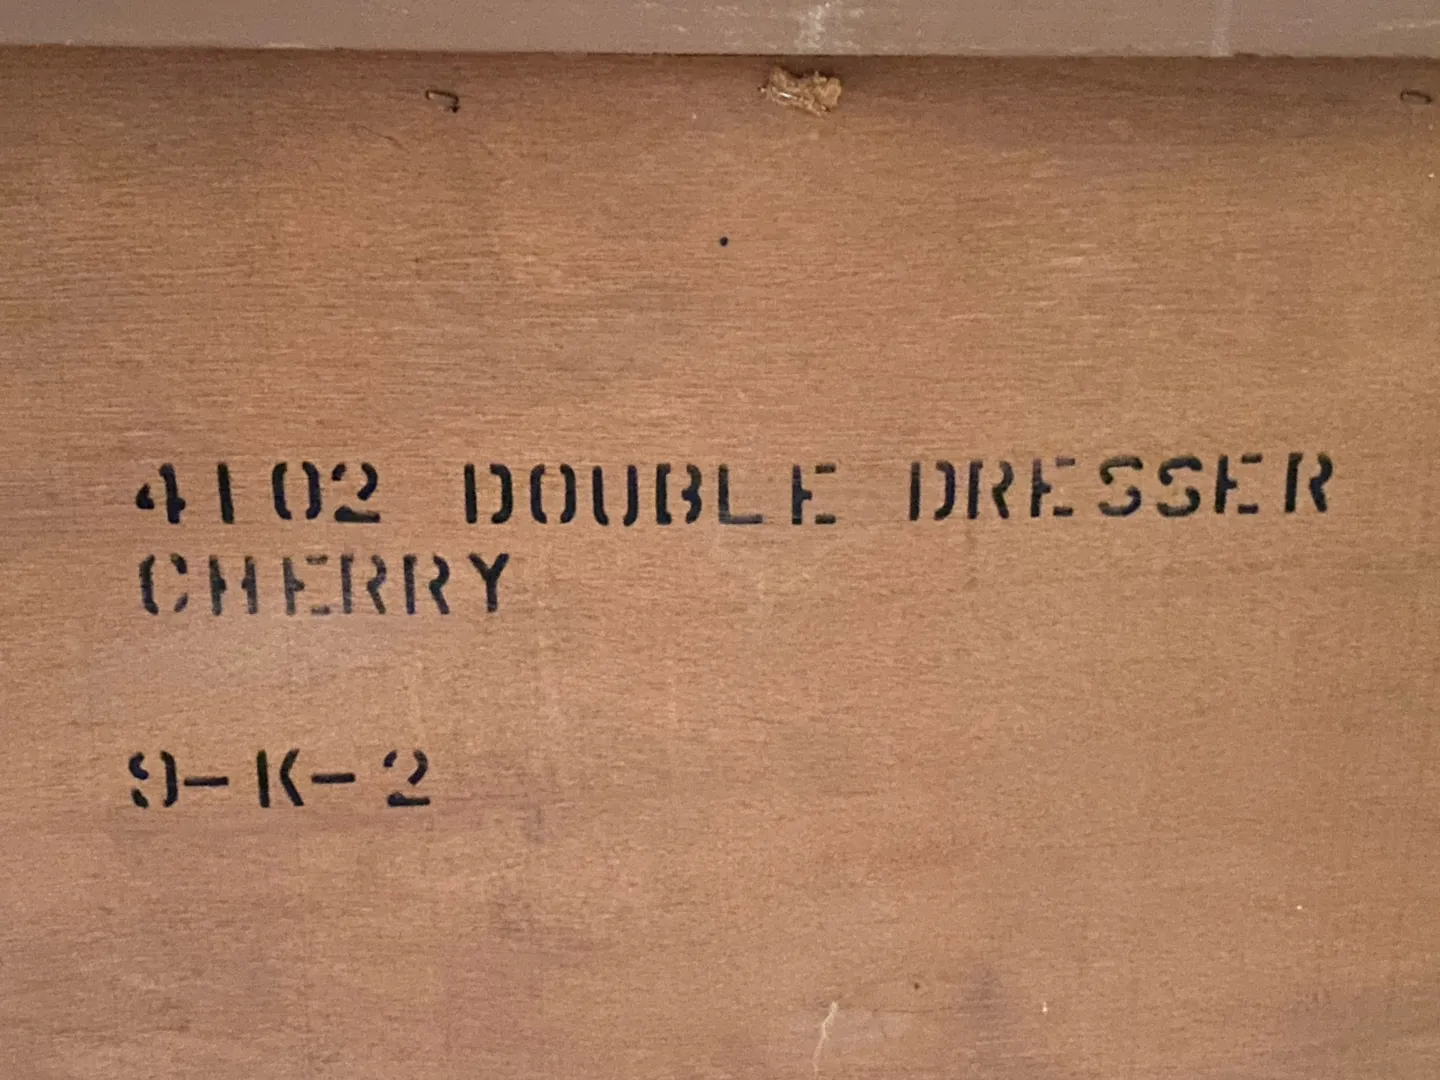 4102 DOUBLE DRESSER
CHERRY
9-K-2